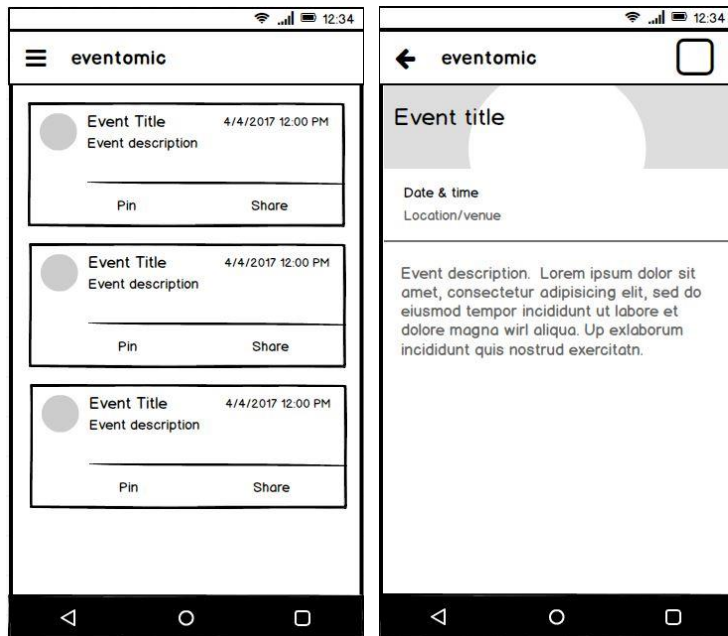 12:34
eventomic
Event Title 4/4/2017 12:00 PM
Event description
Pin Share
Event Title 4/4/2017 12:00 PM
Event description
Pin Share
Event Title 4/4/2017 12:00 PM
Event description
Pin Share
12:34
eventomic
Event title
Date & time
Location/venue
Event description. Lorem ipsum dolor sit
amet, consectetur adipisicing elit, sed do
eiusmod tempor incididunt ut labore et
dolore magna wirl aliqua. Up exlaborum
incididunt quis nostrud exercitatn.